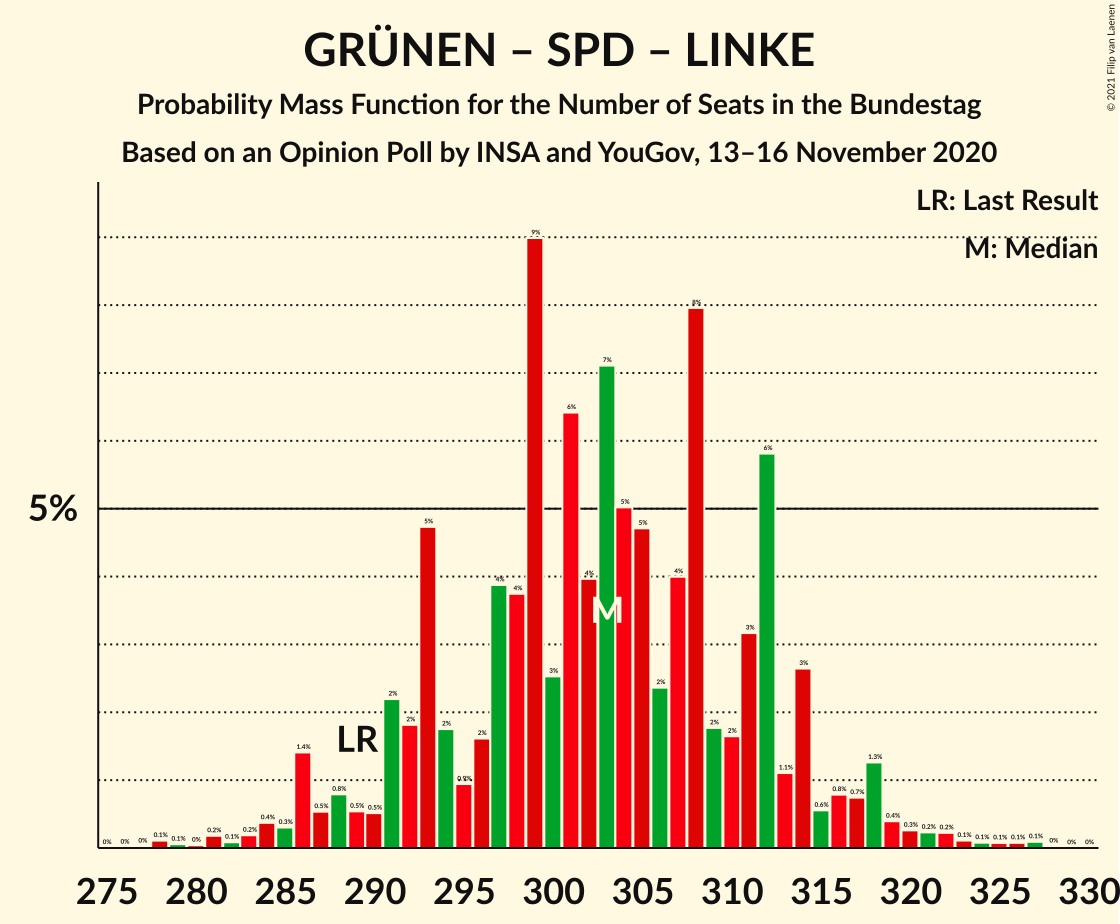 GRÜNEN – SPD – LINKE
Probability Mass Function for the Number of Seats in the Bundestag
Based on an Opinion Poll by INSA and YouGov, 13–16 November 2020
© 2021 Filip van Laenen
LR: Last Result
M: Median
5%
LR
M
0% 0% 0% 0.1% 0.1% 0% 0.2% 0.1% 0.2% 0.4% 0.3% 1.4% 0.5% 0.8% 0.5% 0.5% 2% 2% 5% 2% 0.9% 2% 4% 4% 9% 3% 6% 4% 7% 5% 5% 2% 4% 8% 2% 2% 3% 6% 1.1% 3% 0.6% 0.8% 0.7% 1.3% 0.4% 0.3% 0.2% 0.2% 0.1% 0.1% 0.1% 0.1% 0.1% 0% 0% 0%
275 280 285 290 295 300 305 310 315 320 325 330